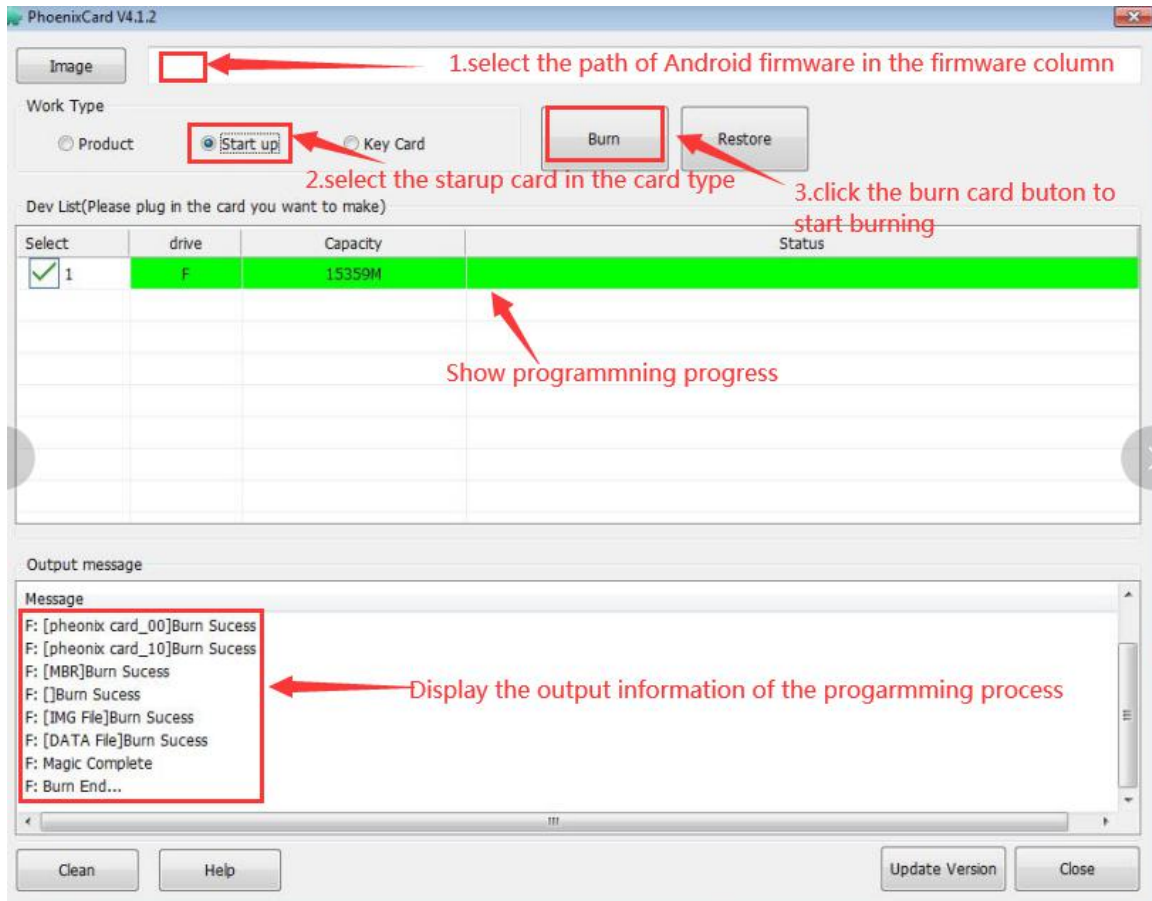 PhoenixCard V4.1.2
Image
1.select the path of Android firmware in the firmware column
Work Type
Product
Start up
Key Card
Burn
Restore
2.select the starup card in the card type
3.click the burn card buton to
start burning
Dev List(Please plug in the card you want to make)
Select drive Capacity Status
1 F 15359M
Show programmning progress
Output message
Message
F: [pheonix card_00]Burn Sucess
F: [pheonix card_10]Burn Sucess
F: [MBR]Burn Sucess
F: []Burn Sucess
F: [IMG File]Burn Sucess
F: [DATA File]Burn Sucess
F: Magic Complete
F: Burn End...
Display the output information of the progarmming process
Clean
Help
Update Version
Close